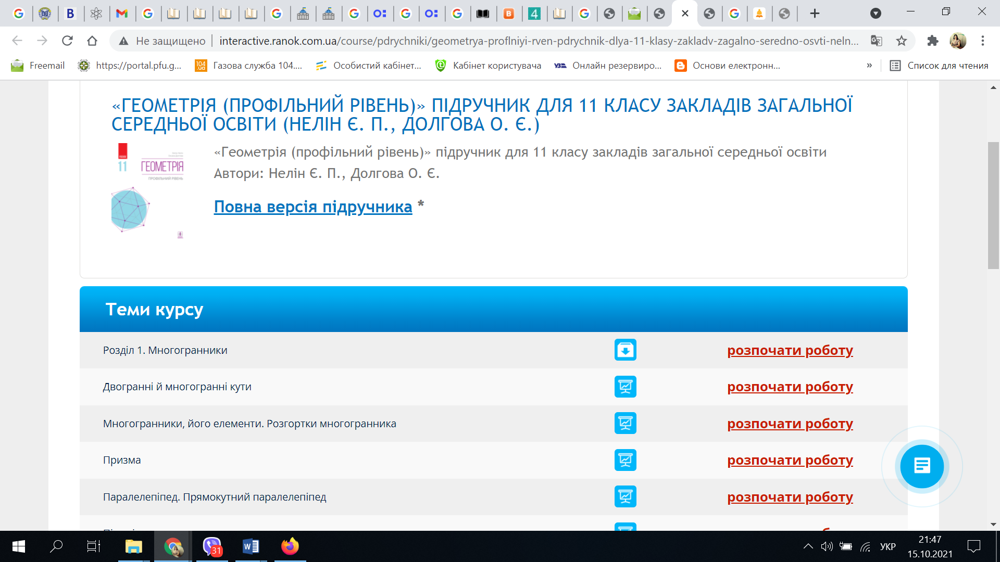 Не защищено
interactive.ranok.com.ua/course/pdrychniki/geometrya-proflniyi-rven-pdrychnik-dlya-11-klasy-zakladv-zagalno-seredno-osvti-neln...
Freemail
https://portal.pfu.g...
Газова служба 104....
Особистий кабінет...
Кабінет користувача
Онлайн резервиро...
Основи електронн...
»
Список для чтения
«ГЕОМЕТРІЯ (ПРОФІЛЬНИЙ РІВЕНЬ)» ПІДРУЧНИК ДЛЯ 11 КЛАСУ ЗАКЛАДІВ ЗАГАЛЬНОЇ
СЕРЕДНЬОЇ ОСВІТИ (НЕЛІН Є. П., ДОЛГОВА О. Є.)
11
ГЕОМЕТРІЯ
ПРОФІЛЬНИЙ РІВЕНЬ
«Геометрія (профільний рівень)» підручник для 11 класу закладів загальної середньої освіти
Автори: Нелін Є. П., Долгова О. Є.
Повна версія підручника *
Теми курсу
Розділ 1. Многогранники
розпочати роботу
Двогранні й многогранні кути
розпочати роботу
Многогранники, його елементи. Розгортки многогранника
розпочати роботу
Призма
розпочати роботу
Паралелепіпед. Прямокутний паралелепіпед
розпочати роботу
31
УКР
21:47
15.10.2021